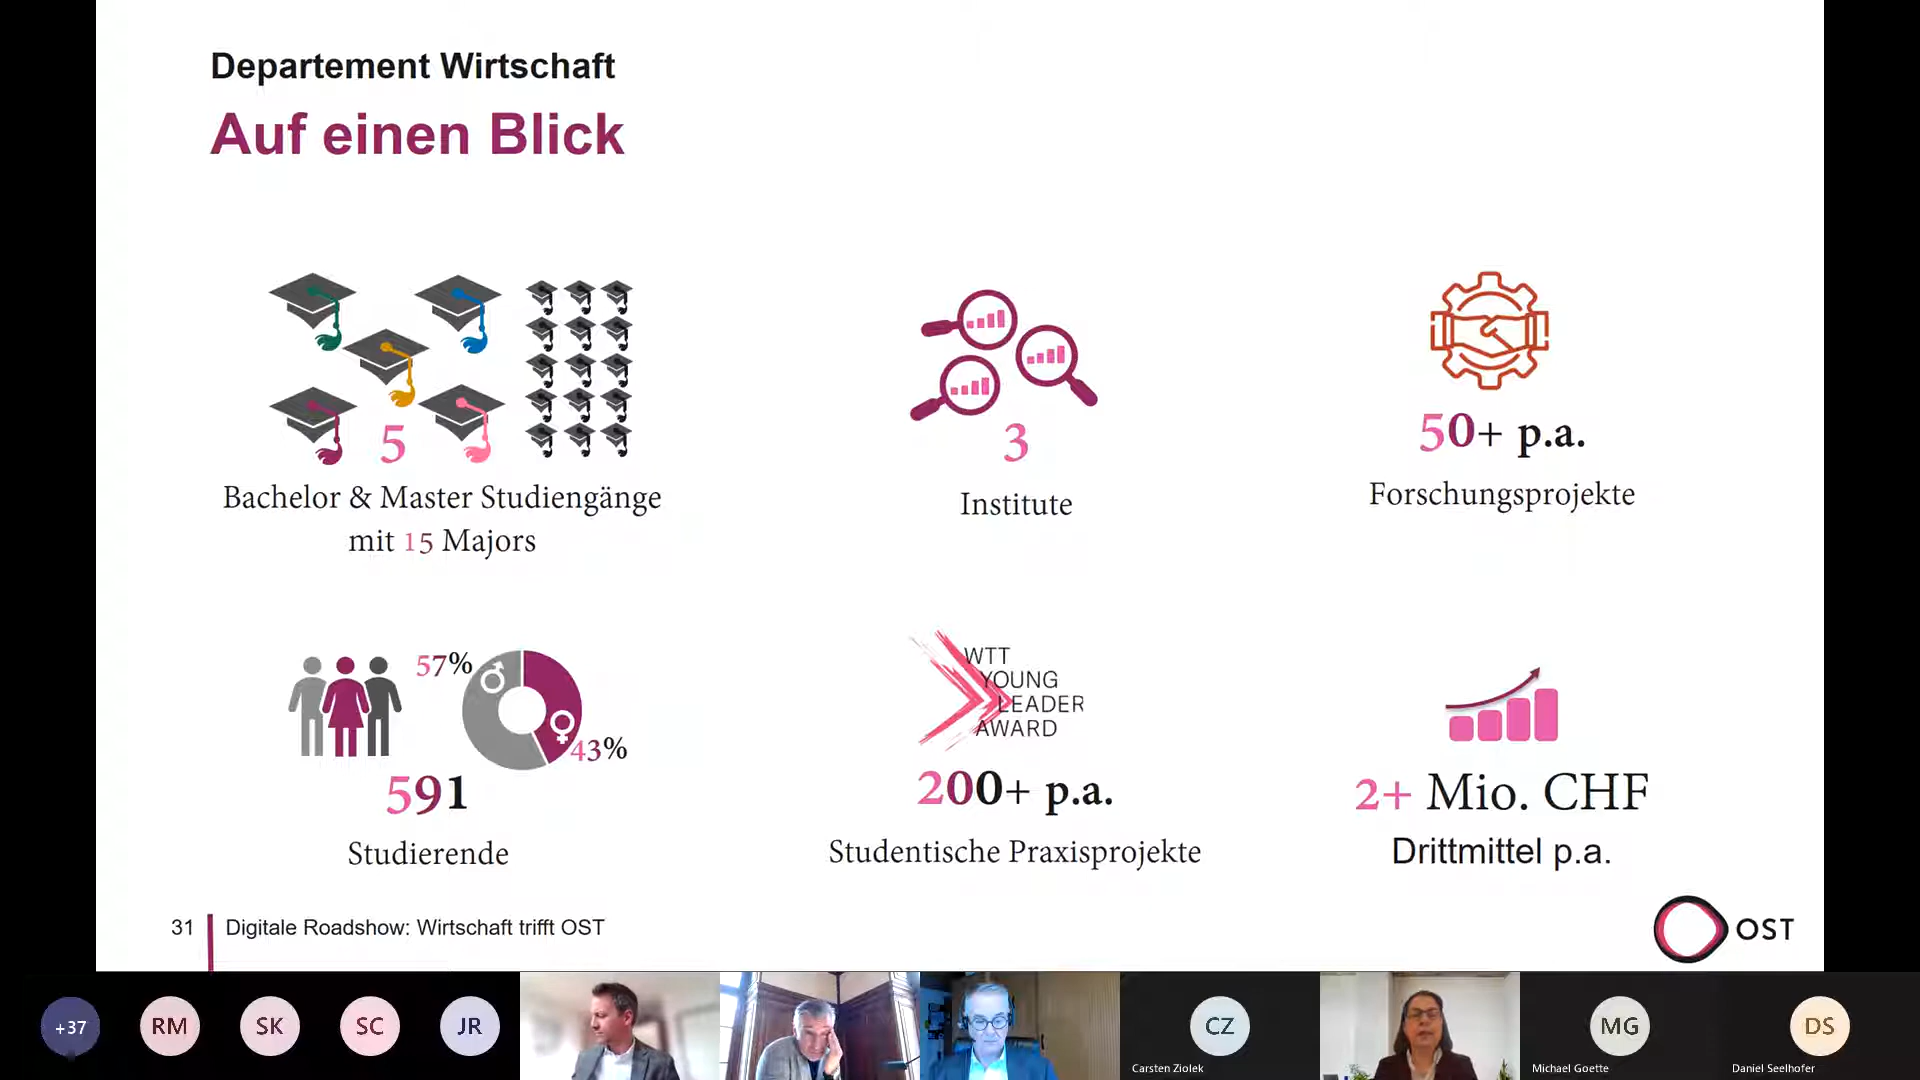 Departement Wirtschaft
Auf einen Blick
5
Bachelor & Master Studiengänge
mit 15 Majors
3
Institute
50+ p.a.
Forschungsprojekte
57%
43%
591
Studierende
WTT
YOUNG
LEADER
AWARD
200+ p.a.
Studentische Praxisprojekte
2+ Mio. CHF
Drittmittel p.a.
31
Digitale Roadshow: Wirtschaft trifft OST
OST
+37
RM
SK
SC
JR
CZ
Carsten Ziolek
MG
Michael Goette
DS
Daniel Seelhofer